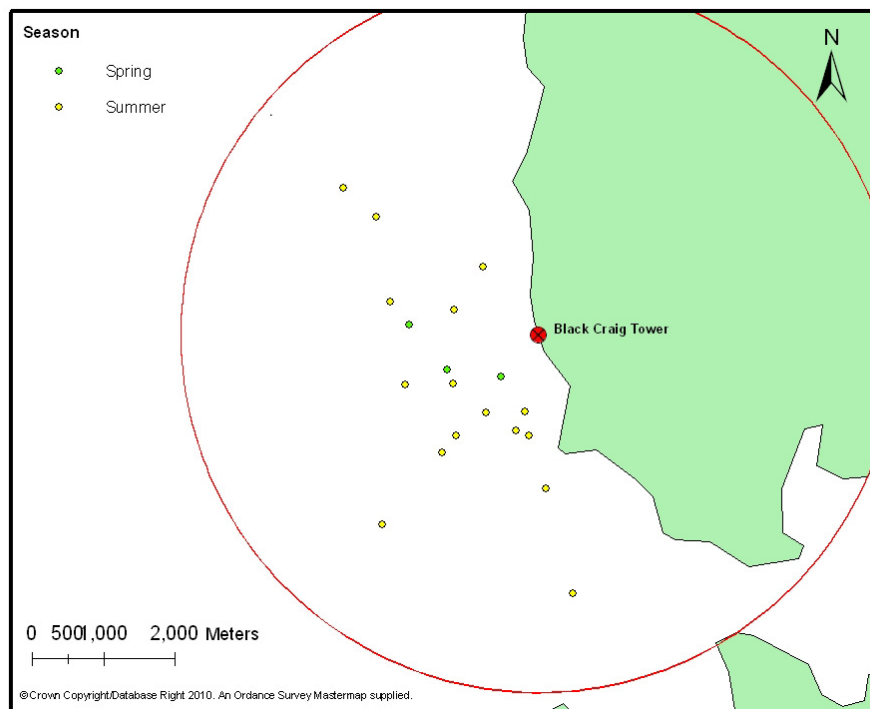 Season
Spring
Summer
N
Black Craig Tower
0 5001,000 2,000 Meters
© Crown Copyright/Database Right 2010. An Ordance Survey Mastermap supplied.